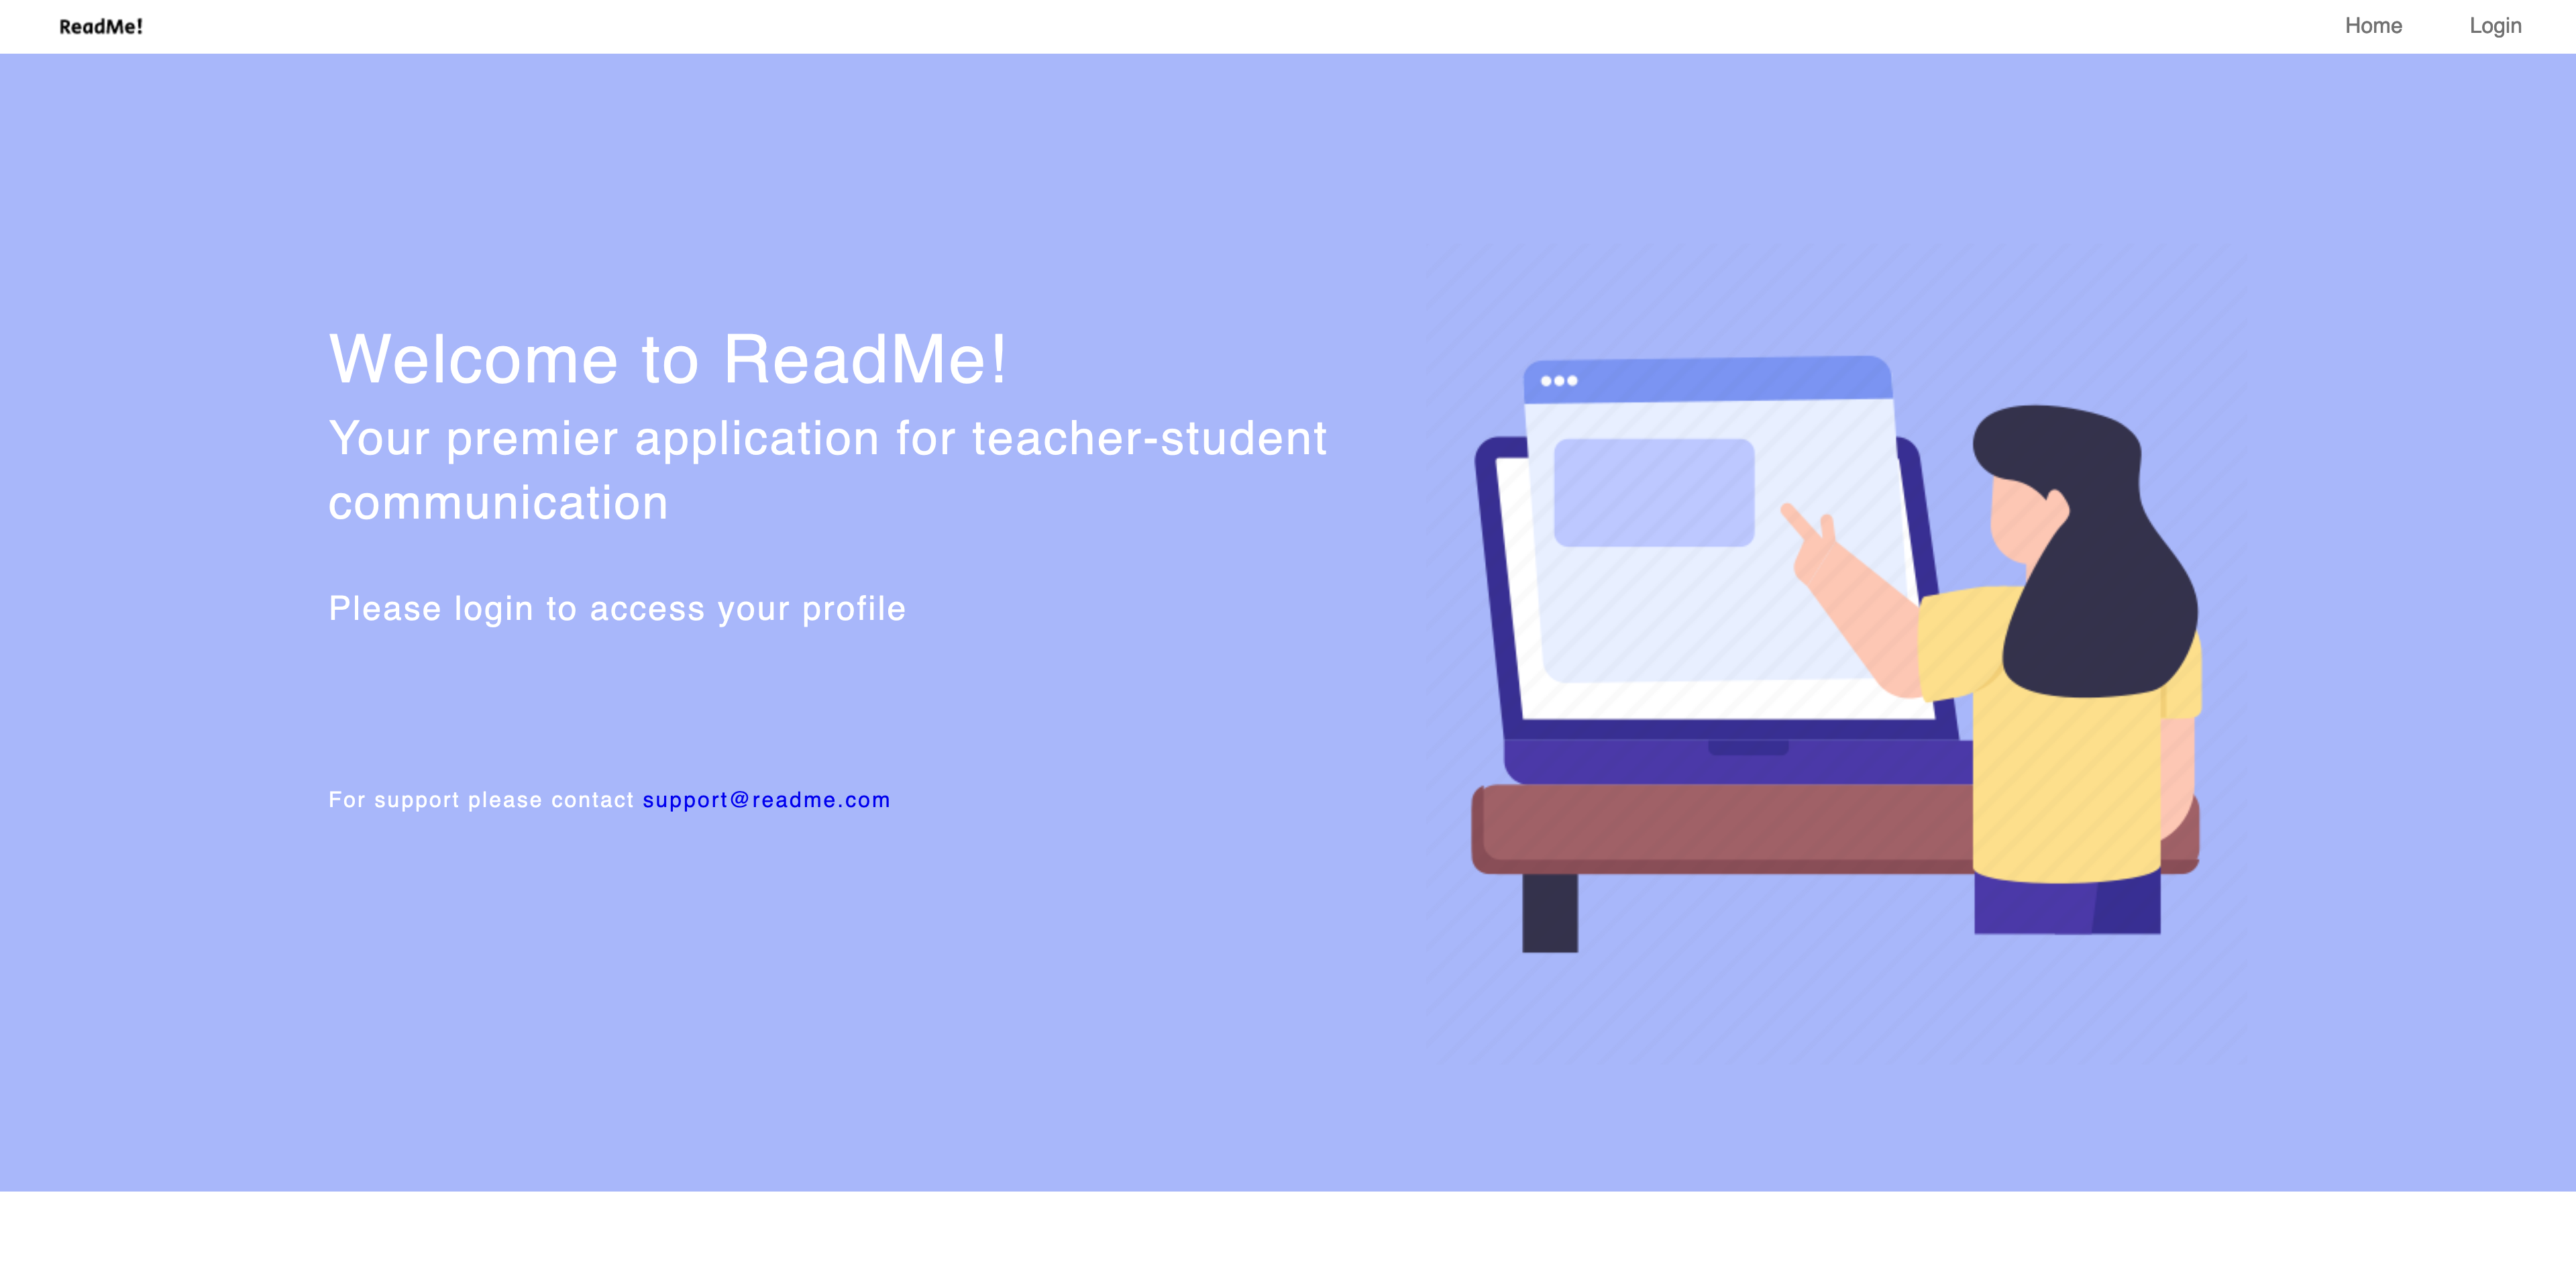 ReadMe!
Home
Login
Welcome to ReadMe!
Your premier application for teacher-student
communication
Please login to access your profile
For support please contact support@readme.com